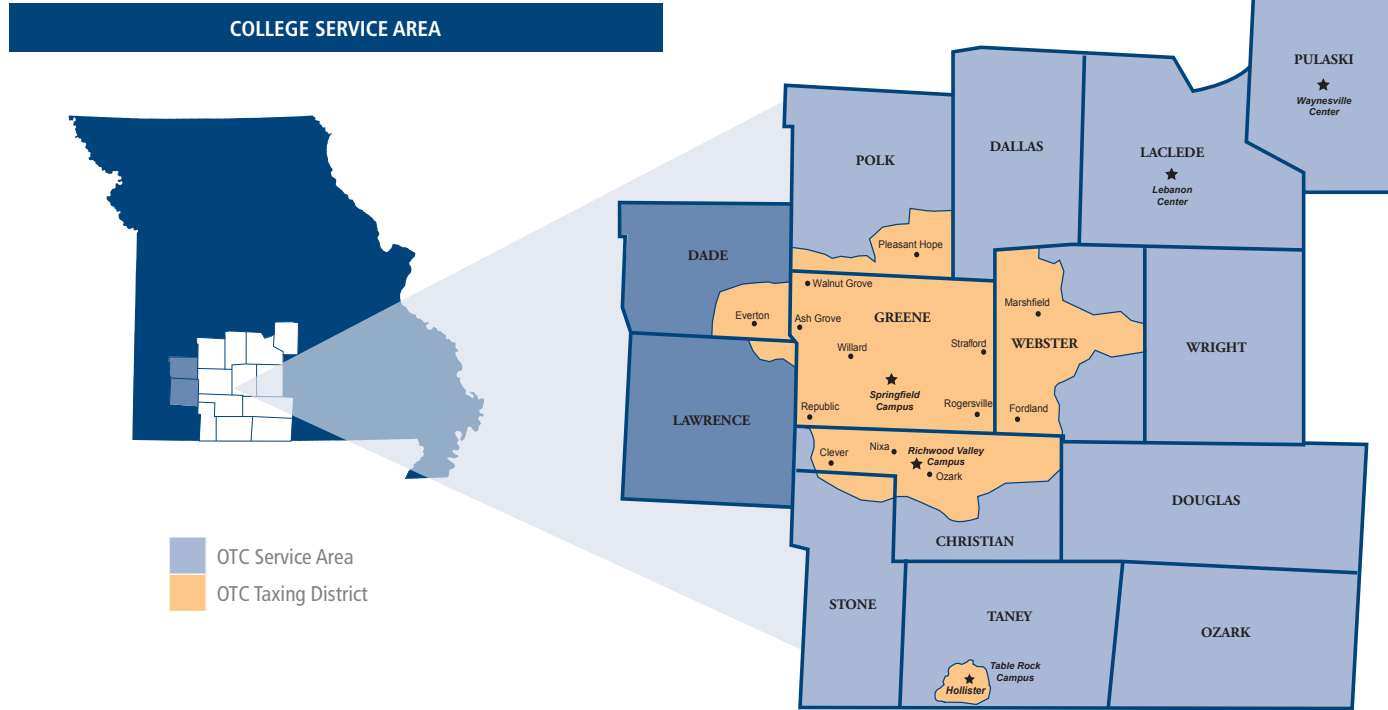 COLLEGE SERVICE AREA
PULASKI
Waynesville
Center
POLK
DALLAS
LACLEDE
Lebanon
Center
Pleasant Hope
DADE
Walnut Grove
Everton
Ash Grove
GREENE
Marshfield
Willard
Strafford
WEBSTER
WRIGHT
Springfield
Campus
Republic
Rogersville
Fordland
LAWRENCE
Clever
Nixa
Richwood Valley
Campus
Ozark
DOUGLAS
CHRISTIAN
OTC Service Area
OTC Taxing District
STONE
TANEY
OZARK
Table Rock
Campus
Hollister